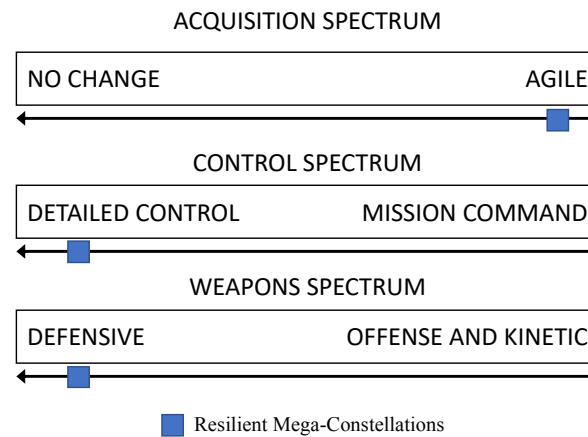 ACQUISITION SPECTRUM
NO CHANGE AGILE
CONTROL SPECTRUM
DETAILED CONTROL MISSION COMMAND
WEAPONS SPECTRUM
DEFENSIVE OFFENSE AND KINETIC
Resilient Mega-Constellations